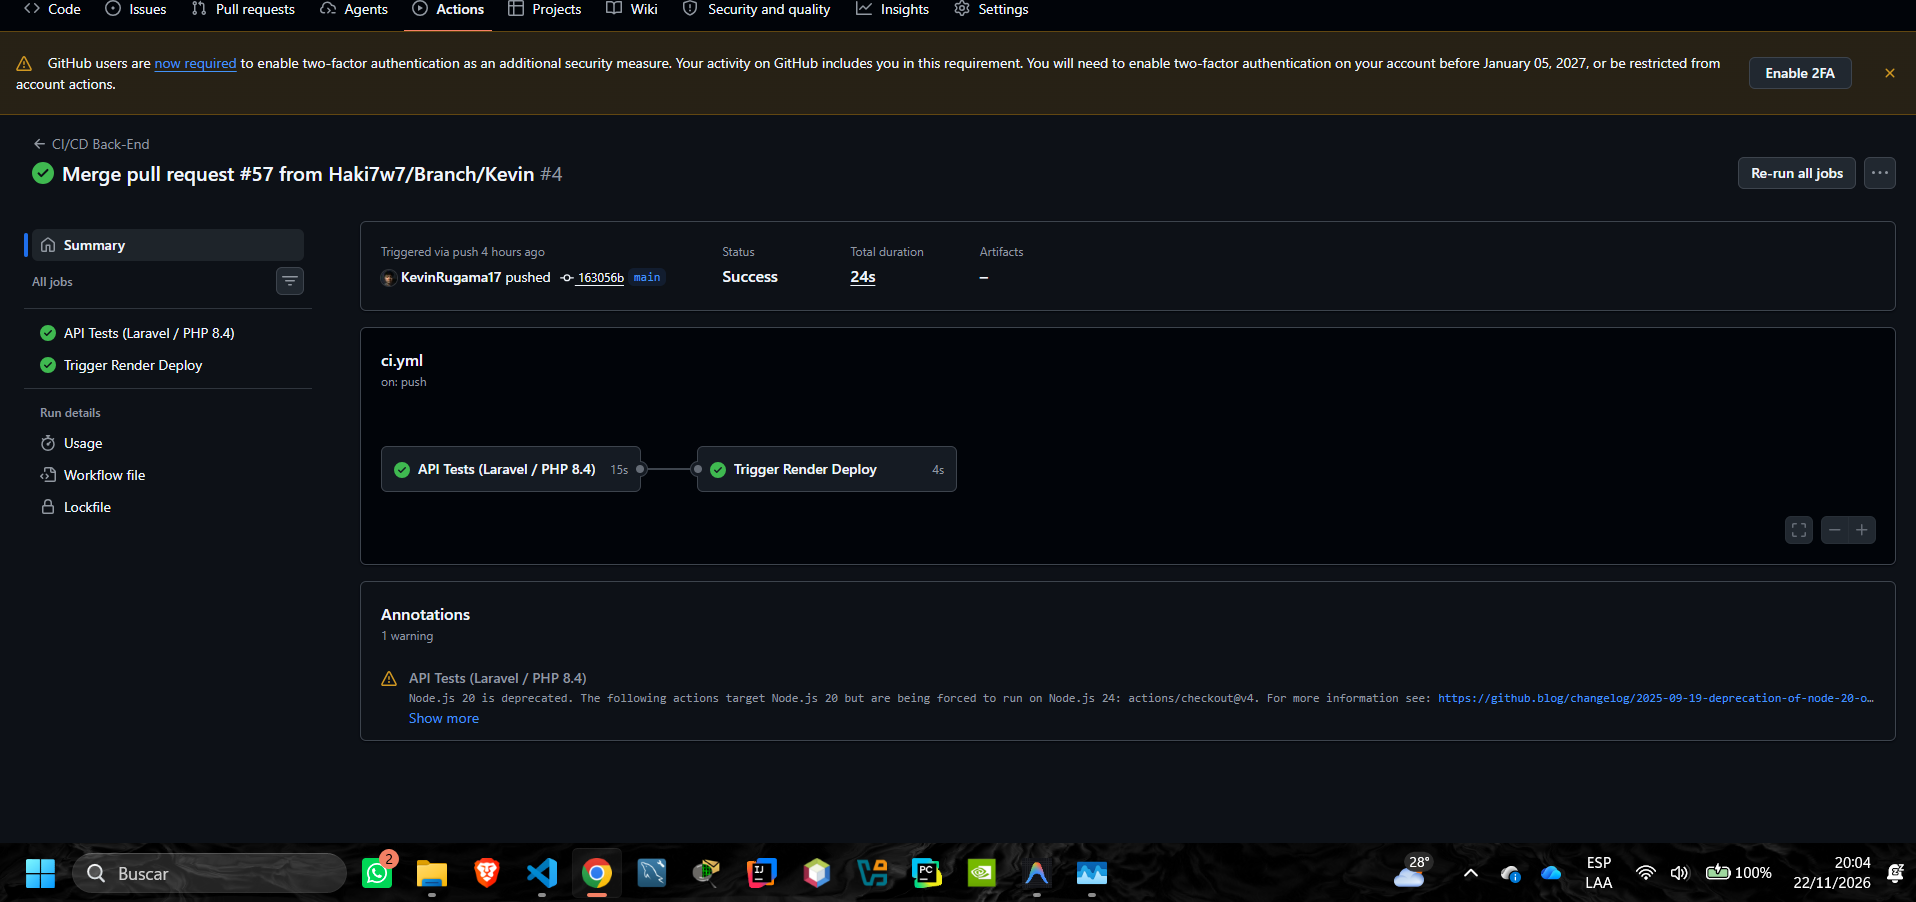 Code Issues Pull requests Agents Actions Projects Wiki Security and quality Insights Settings
GitHub users are now required to enable two-factor authentication as an additional security measure. Your activity on GitHub includes you in this requirement. You will need to enable two-factor authentication on your account before January 05, 2027, or be restricted from
account actions.
Enable 2FA
CI/CD Back-End
Merge pull request #57 from Haki7w7/Branch/Kevin #4
Re-run all jobs
Summary
All jobs
API Tests (Laravel / PHP 8.4)
Trigger Render Deploy
Run details
Usage
Workflow file
Lockfile
Triggered via push 4 hours ago
KevinRugama17 pushed 163056b main
Status
Success
Total duration
24s
Artifacts
–
ci.yml
on: push
API Tests (Laravel / PHP 8.4) 15s
Trigger Render Deploy 4s
Annotations
1 warning
API Tests (Laravel / PHP 8.4)
Node.js 20 is deprecated. The following actions target Node.js 20 but are being forced to run on Node.js 24: actions/checkout@v4. For more information see: https://github.blog/changelog/2025-09-19-deprecation-of-node-20-o…
Show more
Buscar
2
IJ
PC
28°
ESP
LAA
100%
20:04
22/11/2026